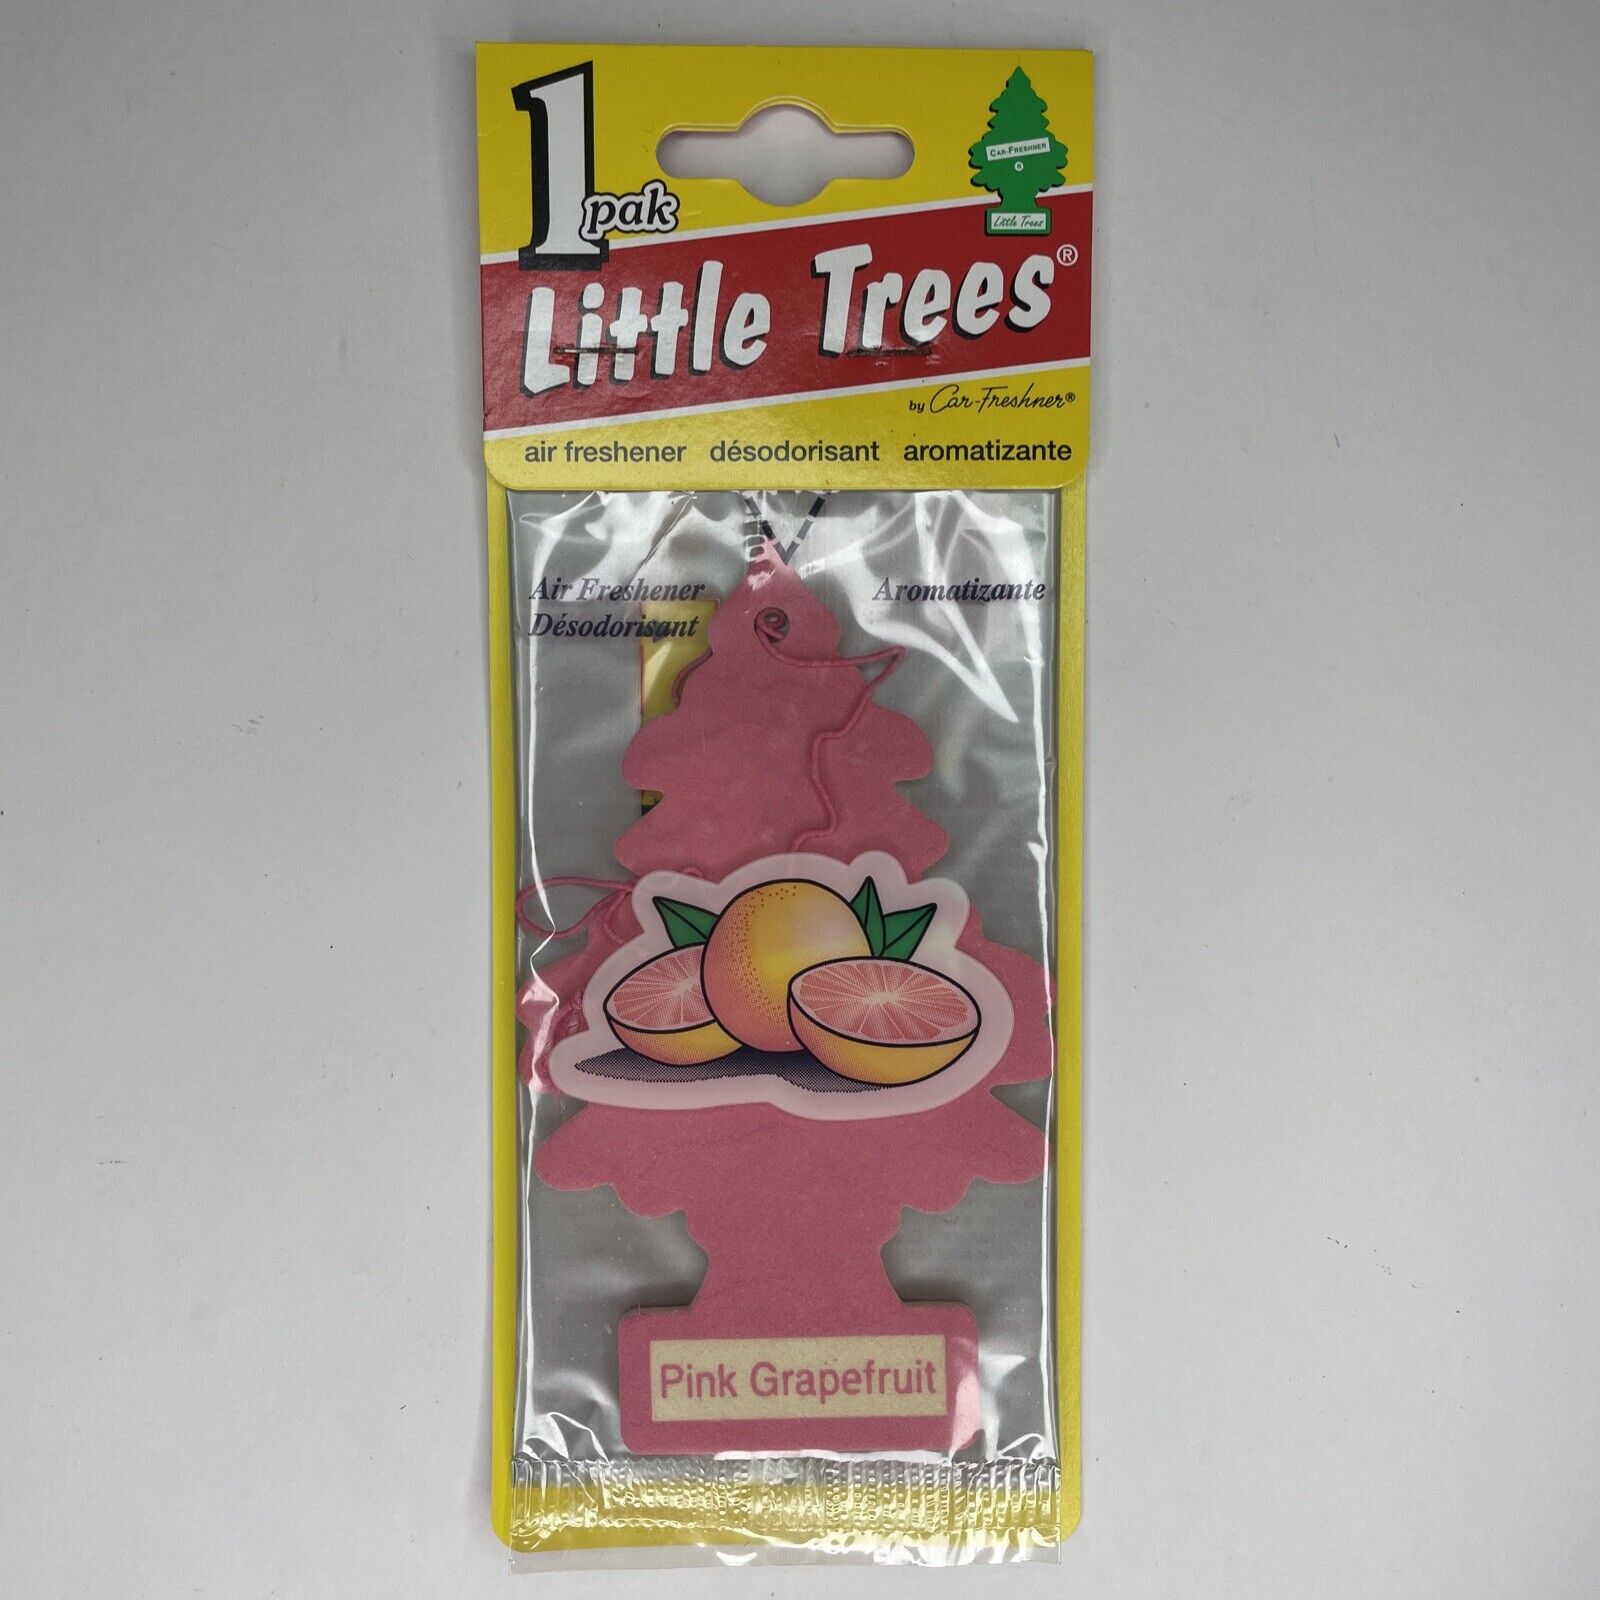 1 pak
CAR-FRESHNER
®
Little Trees
Little Trees®
by Car-Freshner®
air freshener désodorisant aromatizante
Air Freshener Aromatizante
Désodorisant
Pink Grapefruit